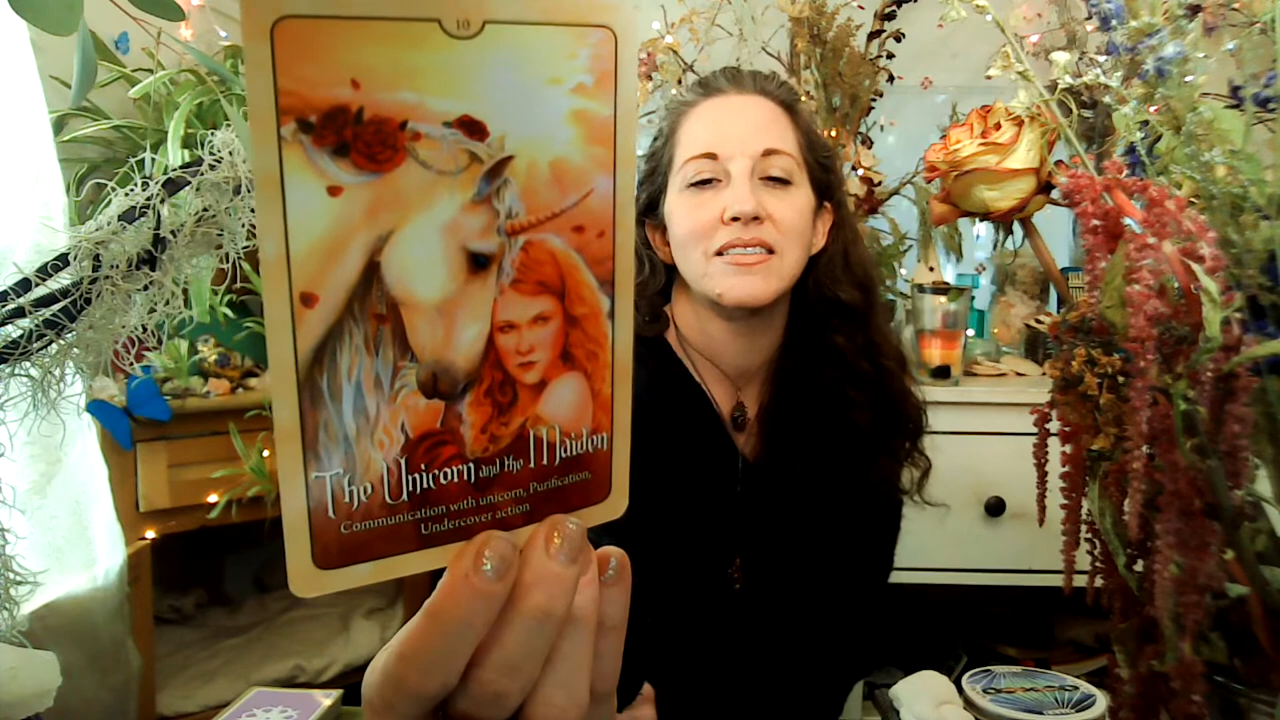 10
The Unicorn and the Maiden
Communication with unicorn, Purification,
Undercover action